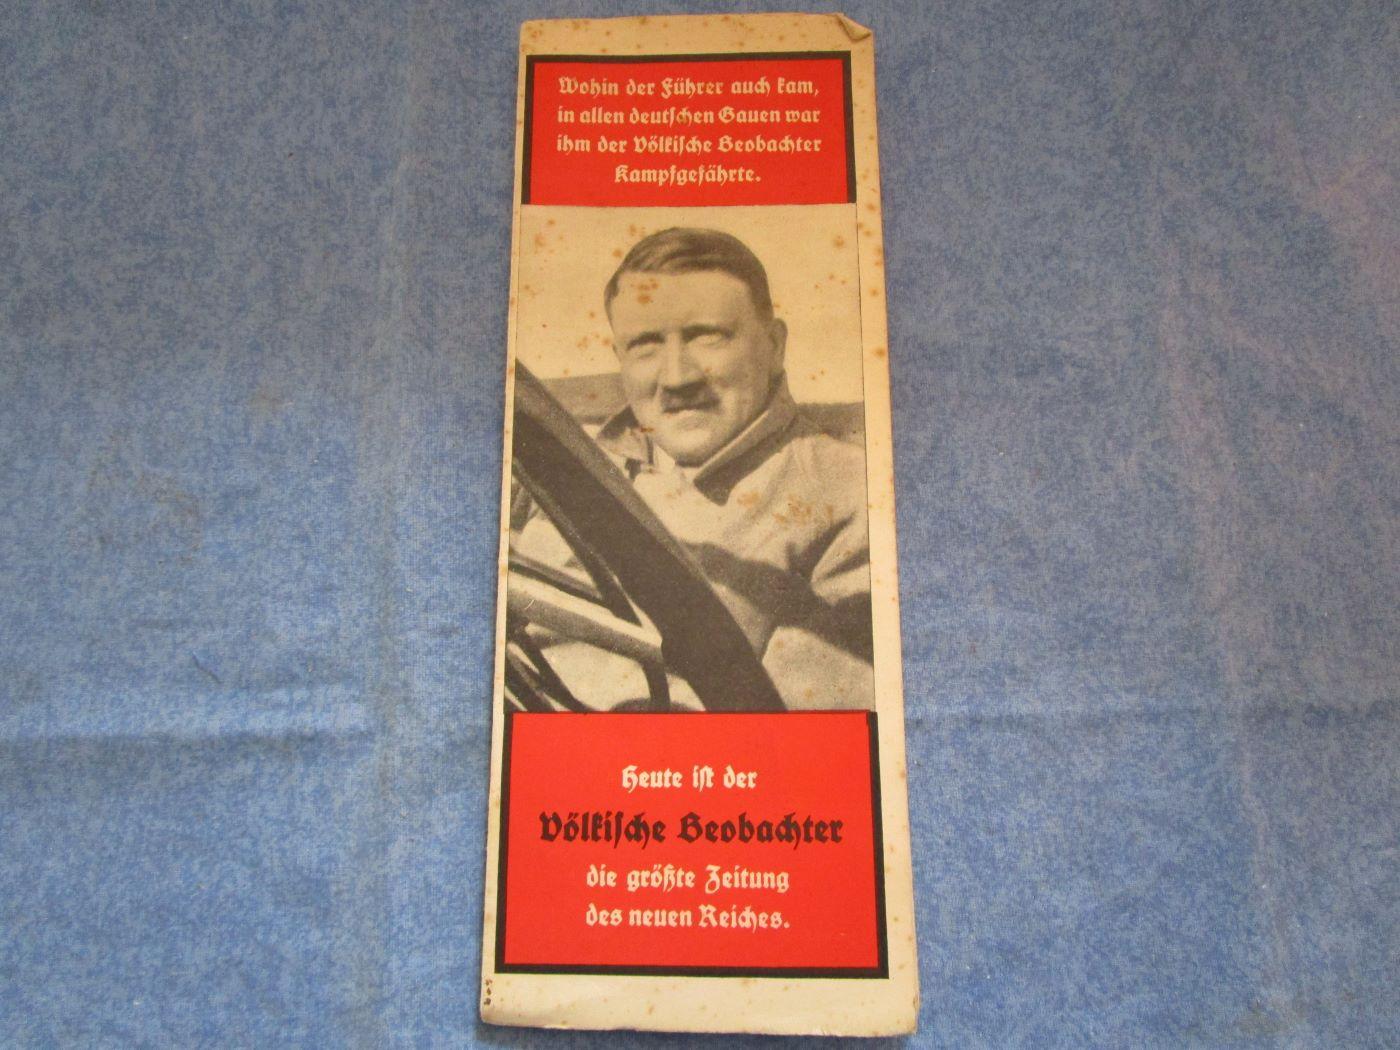 Wohin der Führer auch kam,
in allen deutschen Gauen war
ihm der Völkische Beobachter
Kampfgefährte.
Heute ist der
Völkische Beobachter
die größte Zeitung
des neuen Reiches.